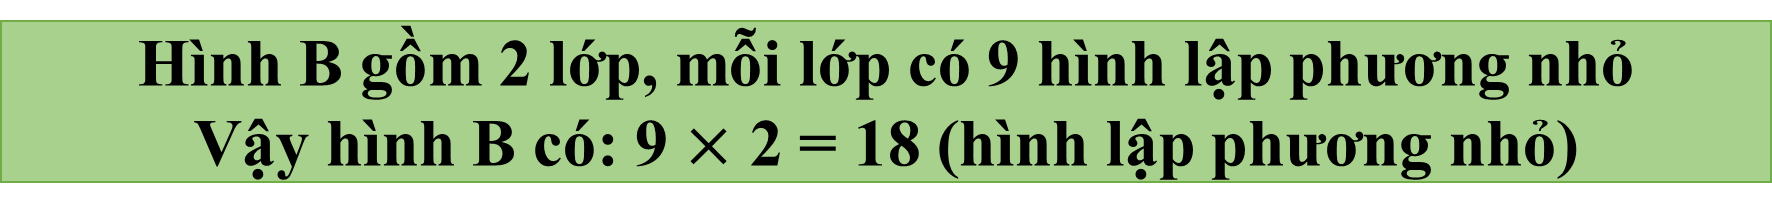 Hình B gồm 2 lớp, mỗi lớp có 9 hình lập phương nhỏ
Vậy hình B có: 9 × 2 = 18 (hình lập phương nhỏ)